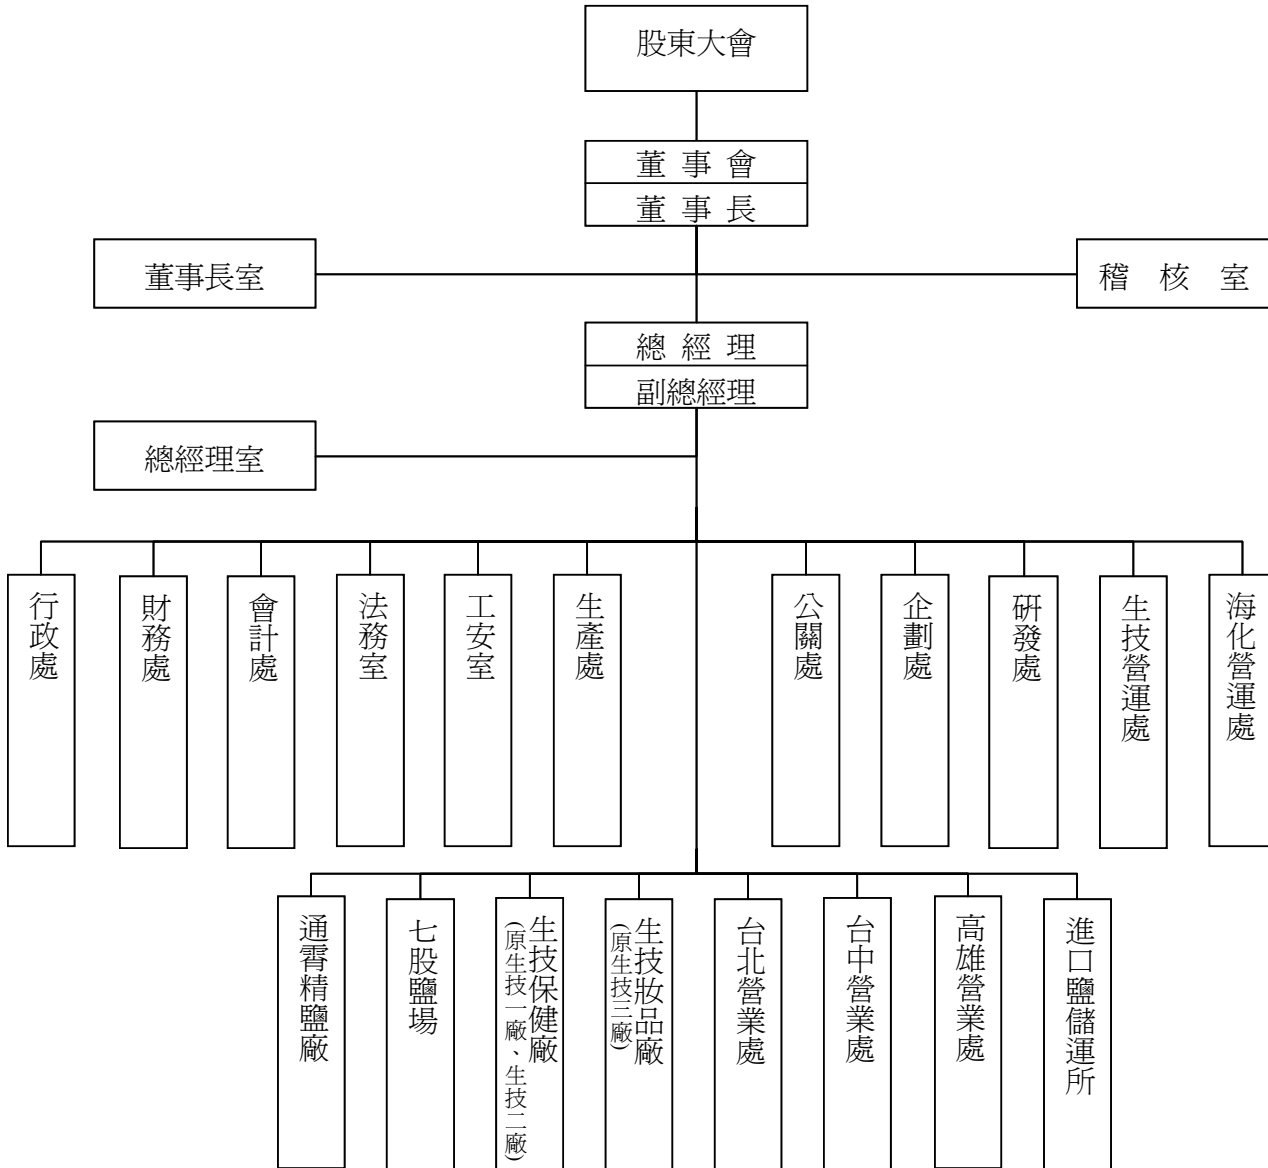 股東大會
董 事 會
董 事 長
董事長室
稽 核 室
總 經 理
副總經理
總經理室
行政處
財務處
會計處
法務室
工安室
生產處
公關處
企劃處
研發處
生技營運處
海化營運處
通霄精鹽廠
七股鹽場
生技保健廠
(原生技一廠、生技二廠)
生技妝品廠
(原生技三廠)
台北營業處
台中營業處
高雄營業處
進口鹽儲運所